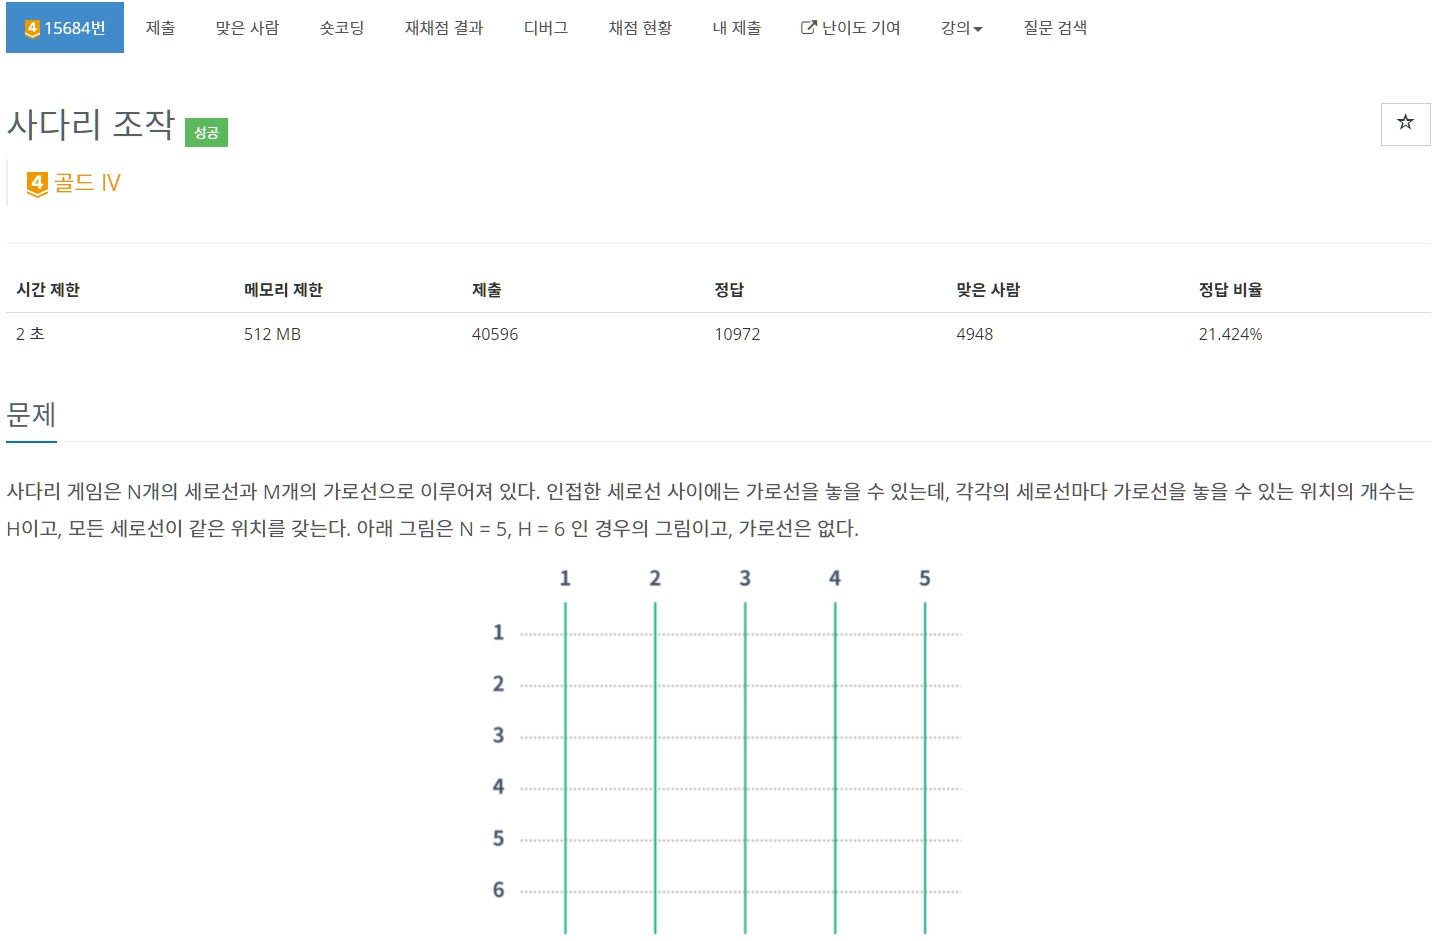 4 15684번 제출 맞은 사람 숏코딩 재채점 결과 디버그 채점 현황 내 제출 난이도 기여 강의 질문 검색
사다리 조작 성공
4 골드 IV
시간 제한 메모리 제한 제출 정답 맞은 사람 정답 비율
2 초 512 MB 40596 10972 4948 21.424%
문제
사다리 게임은 N개의 세로선과 M개의 가로선으로 이루어져 있다. 인접한 세로선 사이에는 가로선을 놓을 수 있는데, 각각의 세로선마다 가로선을 놓을 수 있는 위치의 개수는
H이고, 모든 세로선이 같은 위치를 갖는다. 아래 그림은 N = 5, H = 6 인 경우의 그림이고, 가로선은 없다.
1 2 3 4 5
1
2
3
4
5
6